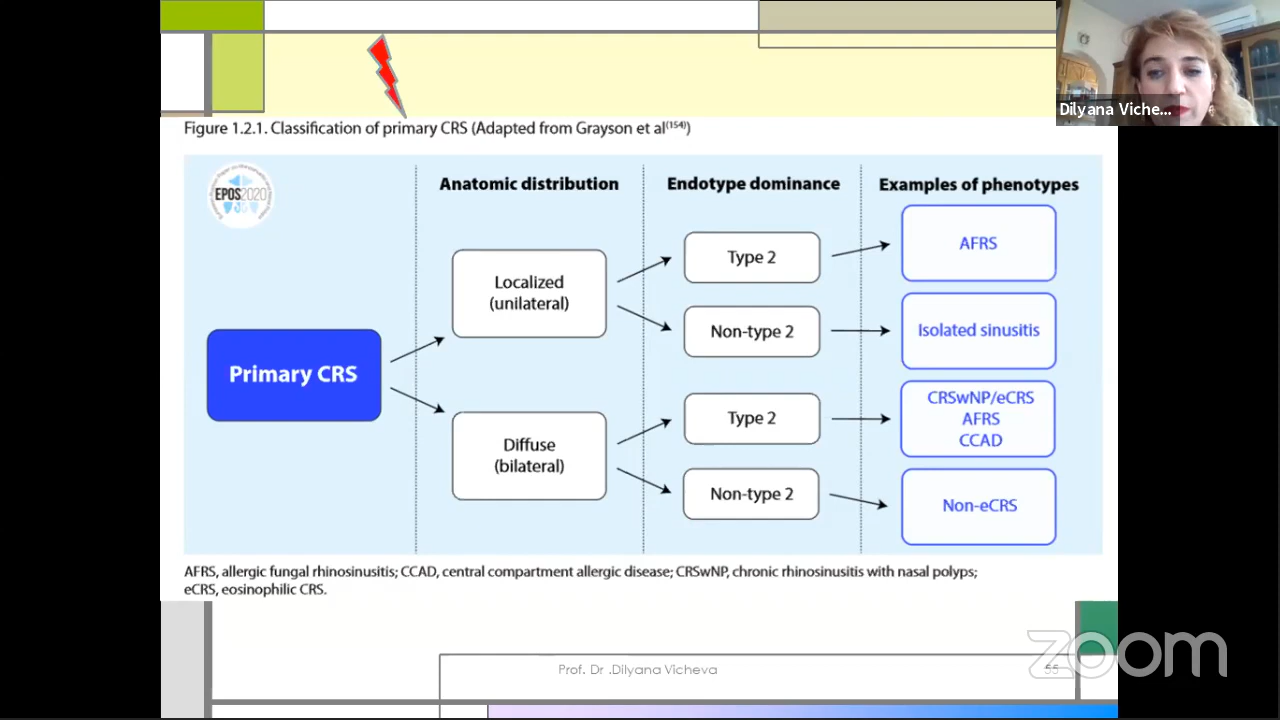 Dilyana Viche...
Figure 1.2.1. Classification of primary CRS (Adapted from Grayson et al(154))
EPOS2020
Anatomic distribution
Endotype dominance
Examples of phenotypes
Primary CRS
Localized
(unilateral)
Diffuse
(bilateral)
Type 2
Non-type 2
Type 2
Non-type 2
AFRS
Isolated sinusitis
CRSwNP/eCRS
AFRS
CCAD
Non-eCRS
AFRS, allergic fungal rhinosinusitis; CCAD, central compartment allergic disease; CRSwNP, chronic rhinosinusitis with nasal polyps;
eCRS, eosinophilic CRS.
Prof. Dr .Dilyana Vicheva
55
zoom